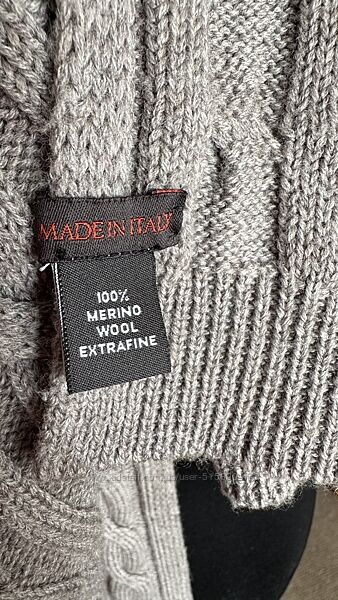 MADE IN ITALY
100%
MERINO
WOOL
EXTRAFINE